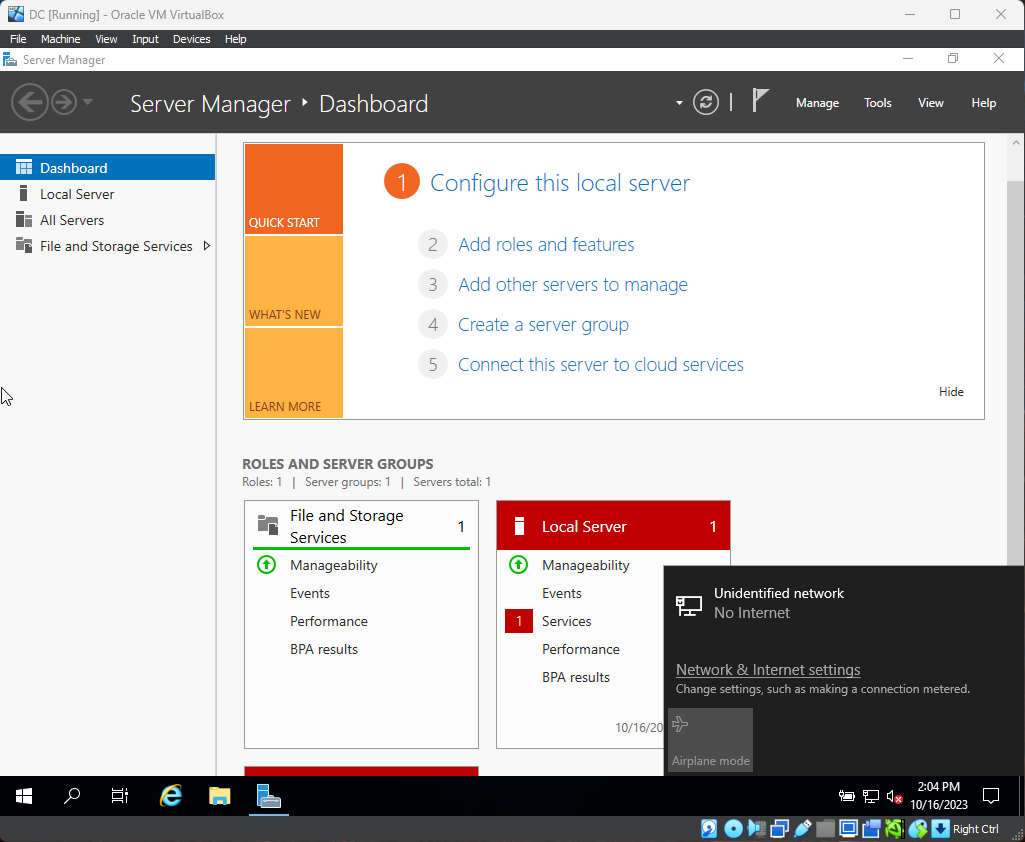 DC [Running] - Oracle VM VirtualBox
File Machine View Input Devices Help
Server Manager
Server Manager ‣ Dashboard
Manage Tools View Help
Dashboard
Local Server
All Servers
File and Storage Services
QUICK START
WHAT'S NEW
LEARN MORE
1 Configure this local server
2 Add roles and features
3 Add other servers to manage
4 Create a server group
5 Connect this server to cloud services
Hide
ROLES AND SERVER GROUPS
Roles: 1 | Server groups: 1 | Servers total: 1
File and Storage
Services
1
Manageability
Events
Performance
BPA results
Local Server 1
Manageability
Events
1 Services
Performance
BPA results
10/16/20
Unidentified network
No Internet
Network & Internet settings
Change settings, such as making a connection metered.
Airplane mode
2:04 PM
10/16/2023
Right Ctrl